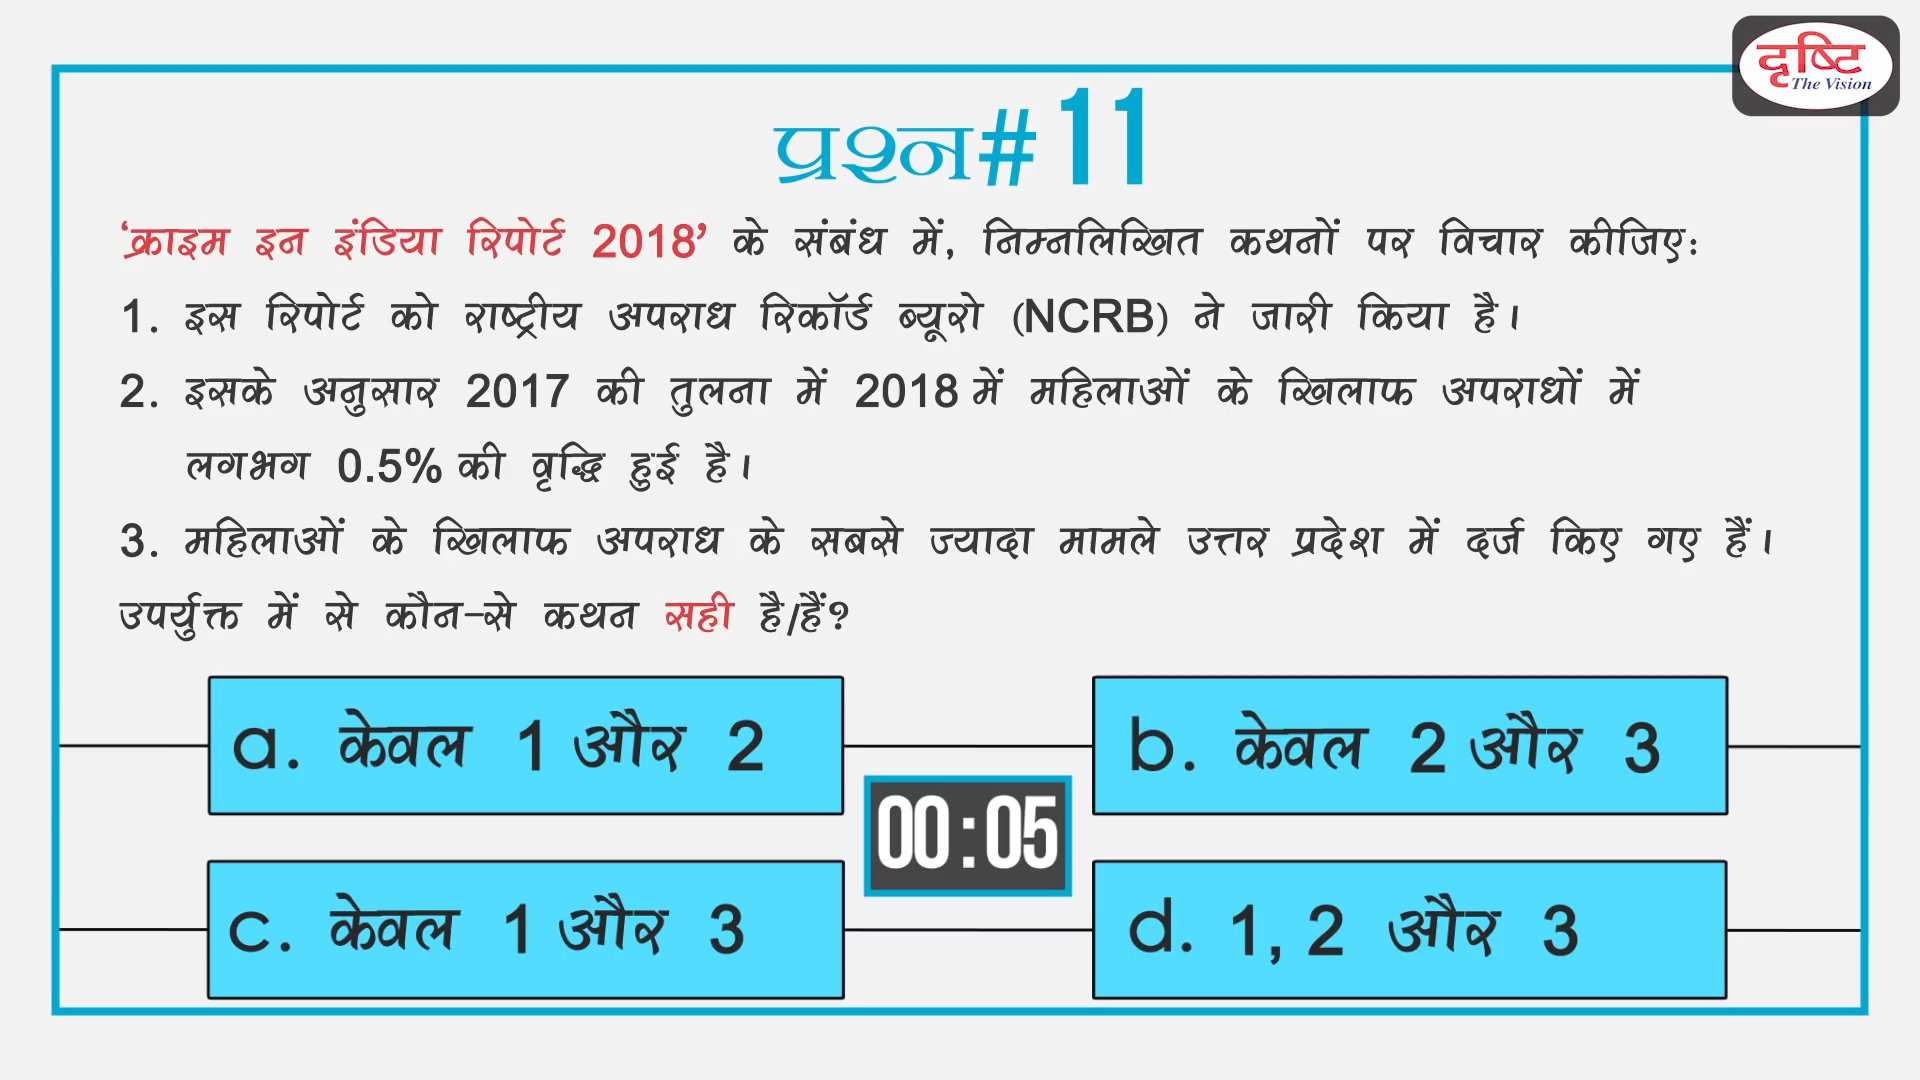 दृष्टि
The Vision
प्रश्न#11
‘क्राइम इन इंडिया रिपोर्ट 2018’ के संबंध में, निम्नलिखित कथनों पर विचार कीजिए:
1. इस रिपोर्ट को राष्ट्रीय अपराध रिकॉर्ड ब्यूरो (NCRB) ने जारी किया है।
2. इसके अनुसार 2017 की तुलना में 2018 में महिलाओं के खिलाफ अपराधों में
लगभग 0.5% की वृद्धि हुई है।
3. महिलाओं के खिलाफ अपराध के सबसे ज्यादा मामले उत्तर प्रदेश में दर्ज किए गए हैं।
उपर्युक्त में से कौन-से कथन सही है/हैं?
a. केवल 1 और 2
b. केवल 2 और 3
00:05
c. केवल 1 और 3
d. 1, 2 और 3